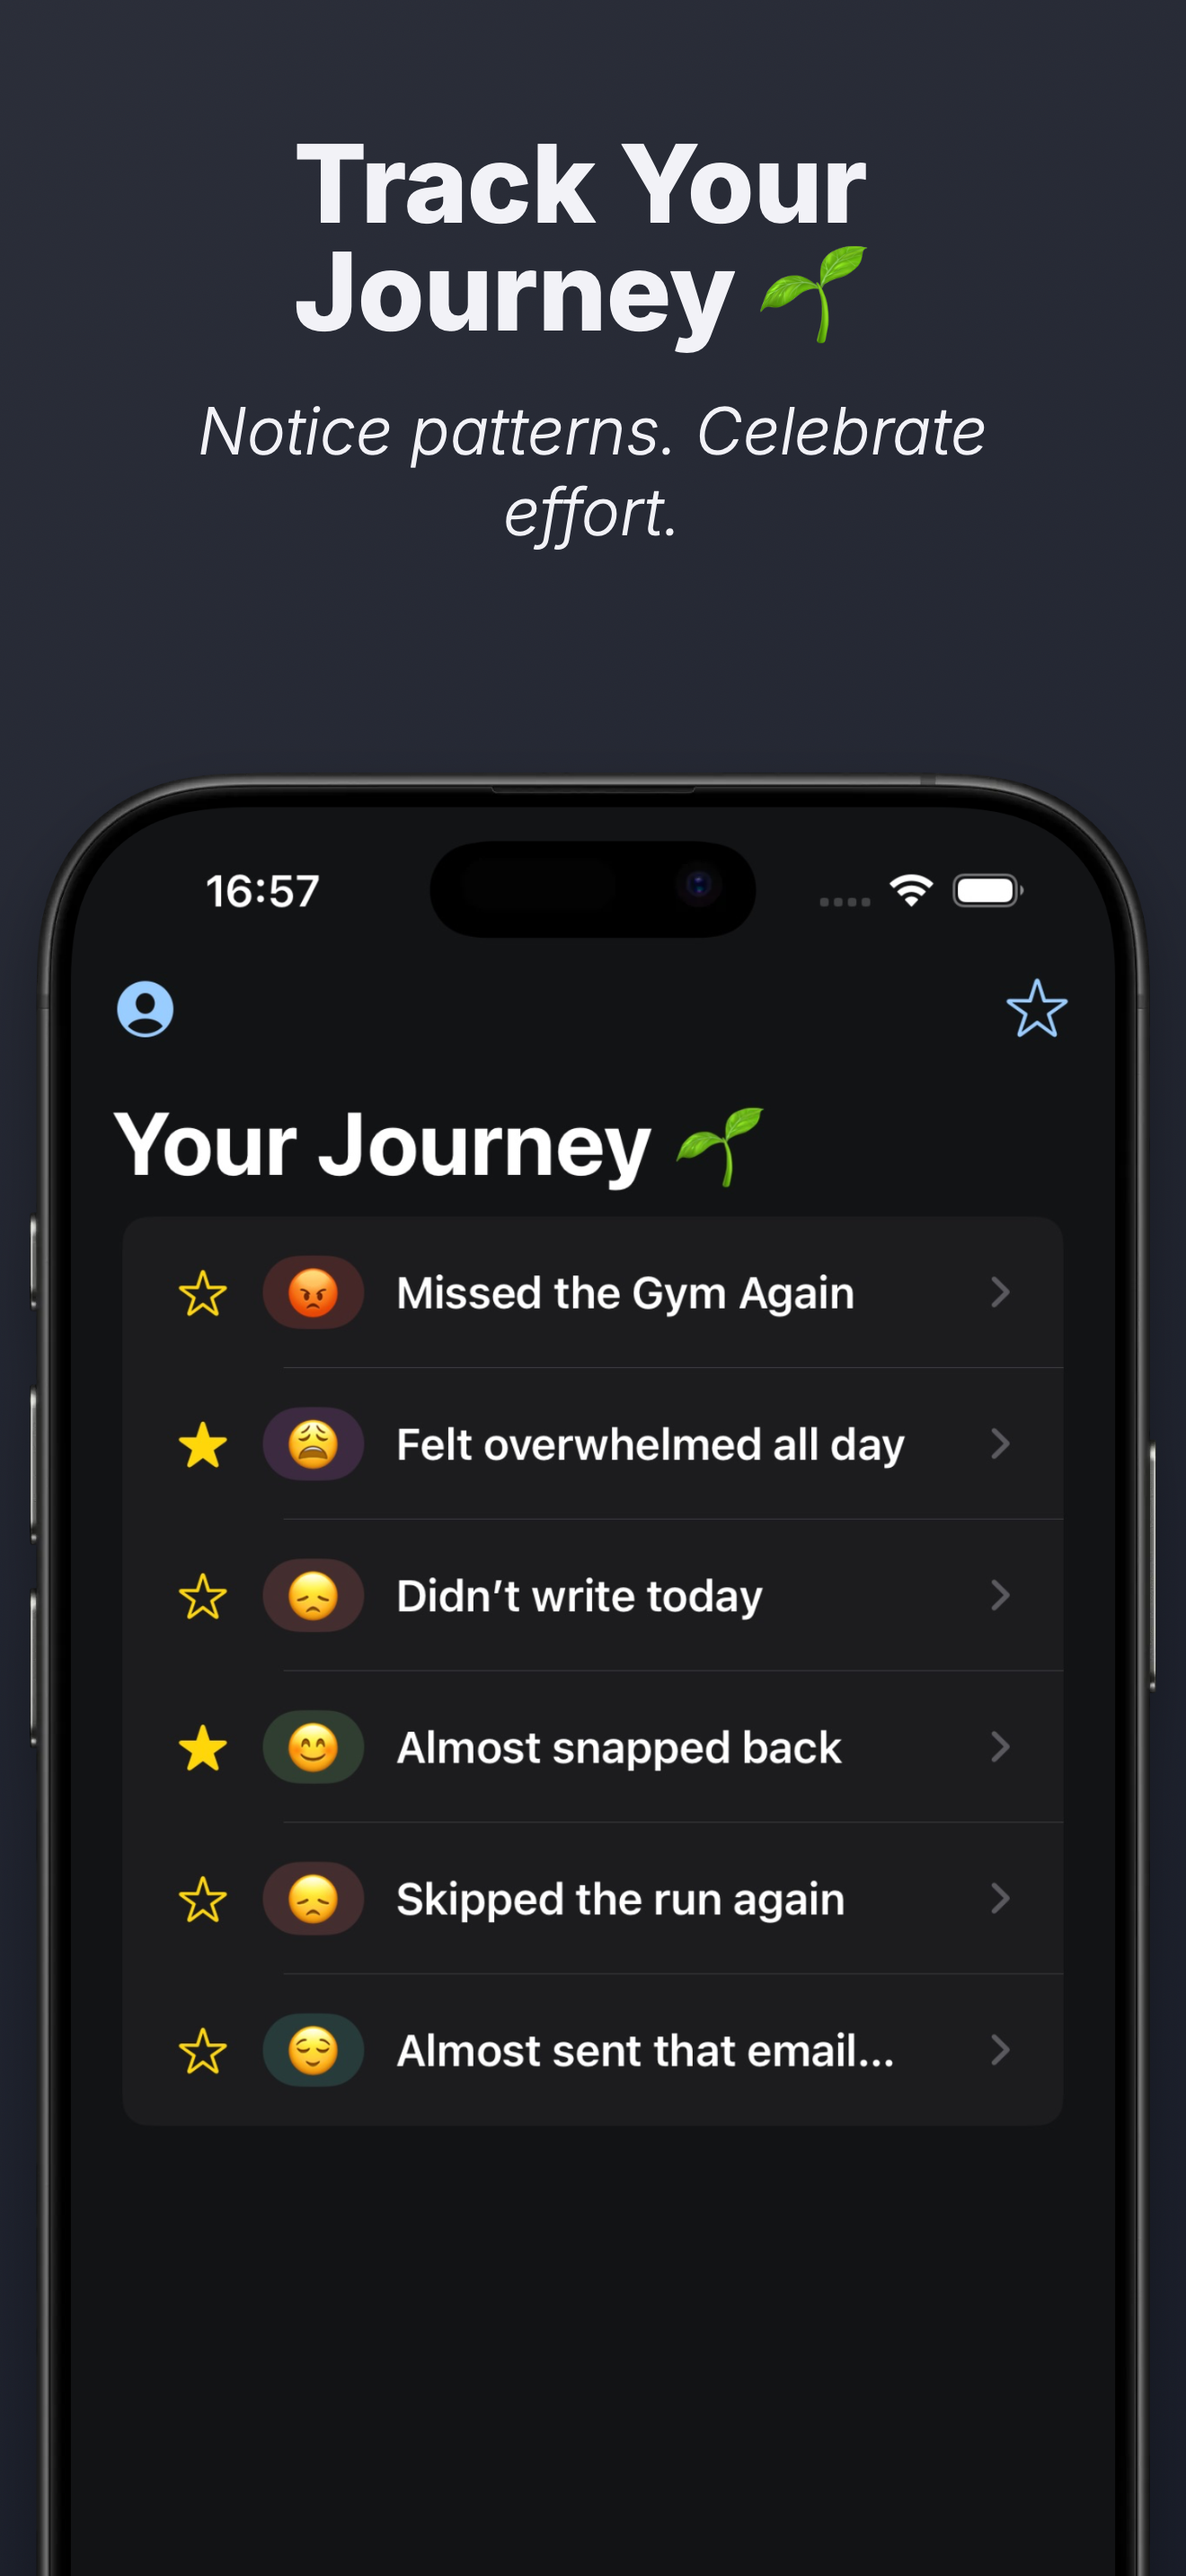 Track Your
Journey 🌱
Notice patterns. Celebrate
effort.
16:57
Your Journey 🌱
Missed the Gym Again
Felt overwhelmed all day
Didn’t write today
Almost snapped back
Skipped the run again
Almost sent that email...